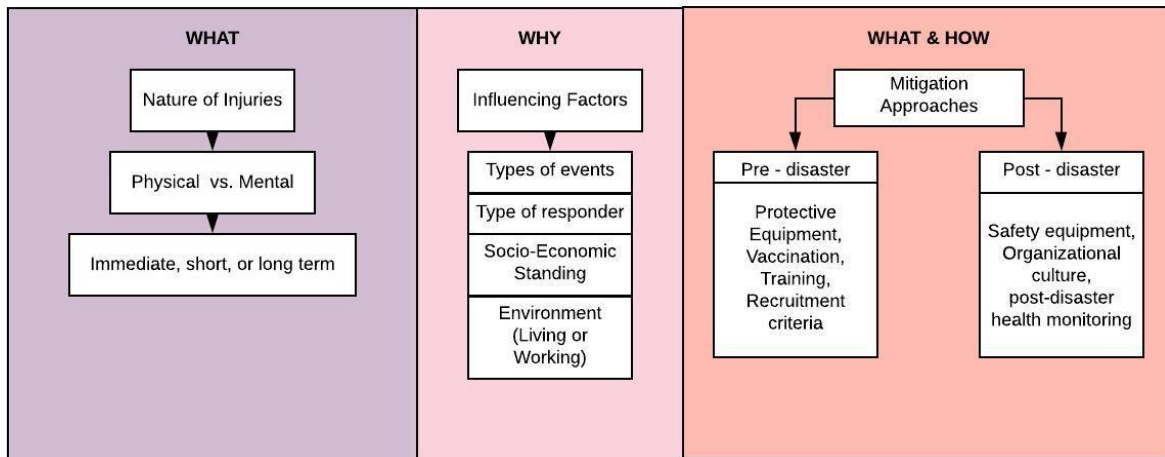 WHAT
Nature of Injuries
Physical vs. Mental
Immediate, short, or long term
WHY
Influencing Factors
Types of events
Type of responder
Socio-Economic
Standing
Environment
(Living or
Working)
WHAT & HOW
Mitigation
Approaches
Pre - disaster
Protective
Equipment,
Vaccination,
Training,
Recruitment
criteria
Post - disaster
Safety equipment,
Organizational
culture,
post-disaster
health monitoring